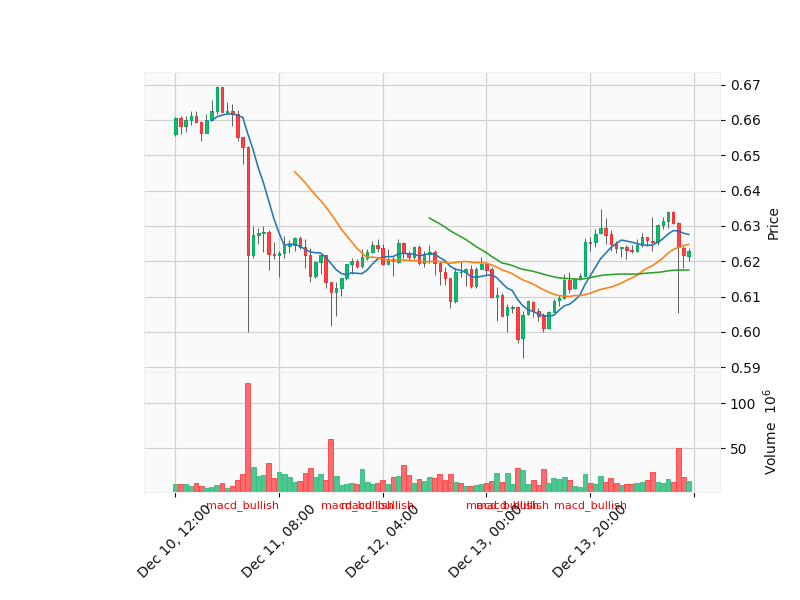 0.67
0.66
0.65
0.64
0.63
0.62
0.61
0.60
0.59
Price
100
50
Volume 10^6
macd_bullish
macd_bullish
macd_bullish
macd_bullish
Dec 10, 12:00
Dec 11, 08:00
Dec 12, 04:00
Dec 13, 00:00
Dec 13, 20:00